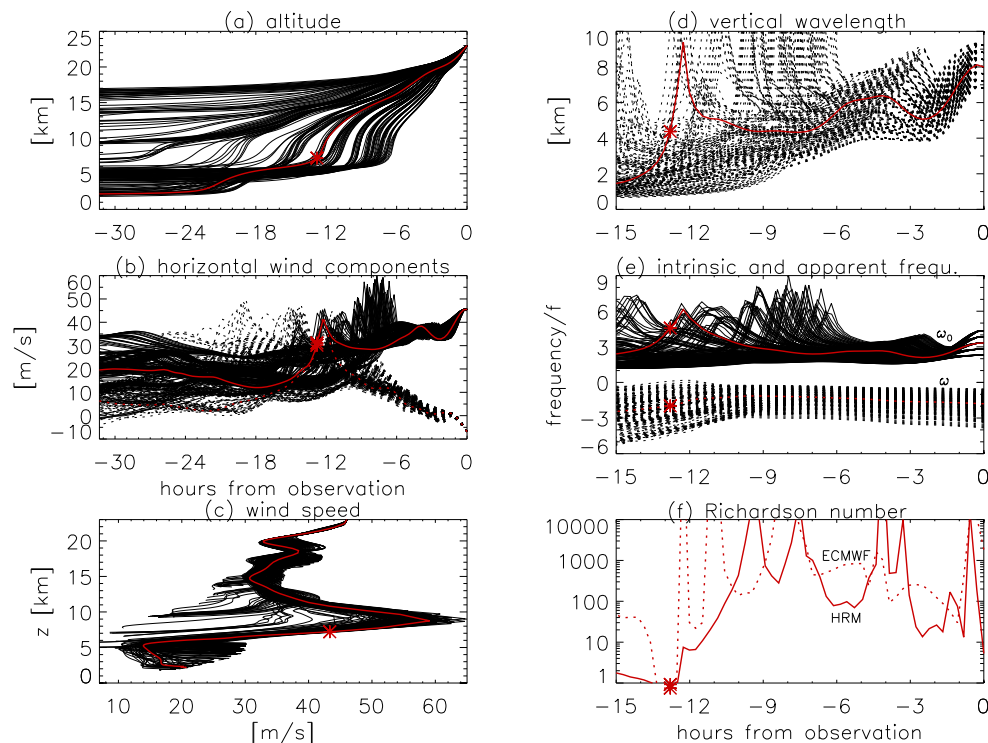 (a) altitude
[km]
25
20
15
10
5
0
−30 −24 −18 −12 −6 0
(b) horizontal wind components
[m/s]
60
50
40
30
20
10
0
−10
−30 −24 −18 −12 −6 0
hours from observation
(c) wind speed
z [km]
20
15
10
5
0
10 20 30 40 50 60
[m/s]
(d) vertical wavelength
[km]
10
8
6
4
2
0
−15 −12 −9 −6 −3 0
(e) intrinsic and apparent frequ.
frequency/f
9
6
3
0
−3
−6
ω₀
ω
−15 −12 −9 −6 −3 0
(f) Richardson number
10000
1000
100
10
1
ECMWF
HRM
−15 −12 −9 −6 −3 0
hours from observation